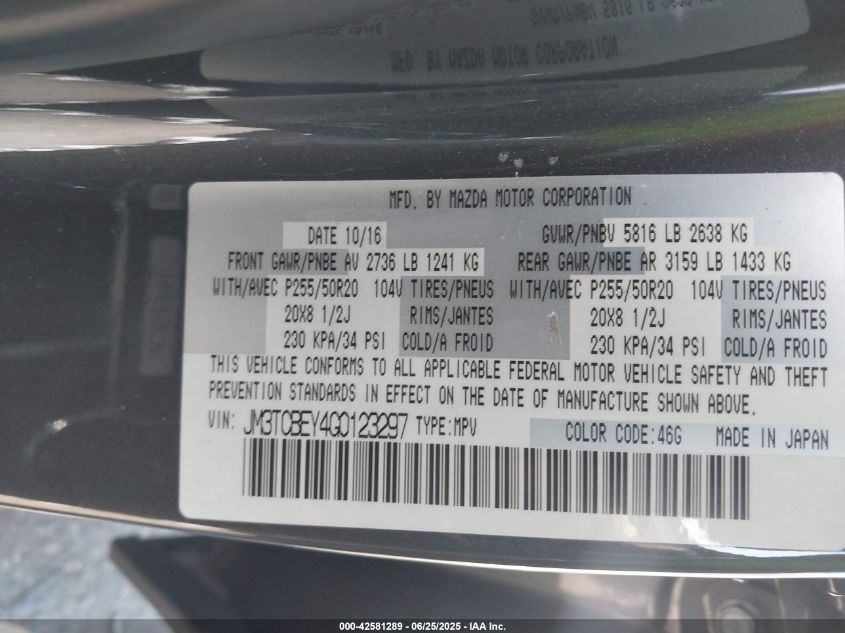 MFD. BY MAZDA MOTOR CORPORATION
DATE 10/16 GVWR/PNBV 5816 LB 2638 KG
FRONT GAWR/PNBE AV 2736 LB 1241 KG REAR GAWR/PNBE AR 3159 LB 1433 KG
WITH/AVEC P255/50R20 104V TIRES/PNEUS WITH/AVEC P255/50R20 104V TIRES/PNEUS
20X8 1/2J RIMS/JANTES 20X8 1/2J RIMS/JANTES
230 KPA/34 PSI COLD/A FROID 230 KPA/34 PSI COLD/A FROID
THIS VEHICLE CONFORMS TO ALL APPLICABLE FEDERAL MOTOR VEHICLE SAFETY AND THEFT
PREVENTION STANDARDS IN EFFECT ON THE DATE OF MANUFACTURE SHOWN ABOVE.
VIN: JM3TCBEY4G0123297 TYPE:MPV COLOR CODE:46G MADE IN JAPAN
000-42581289 - 06/25/2025 - IAA Inc.